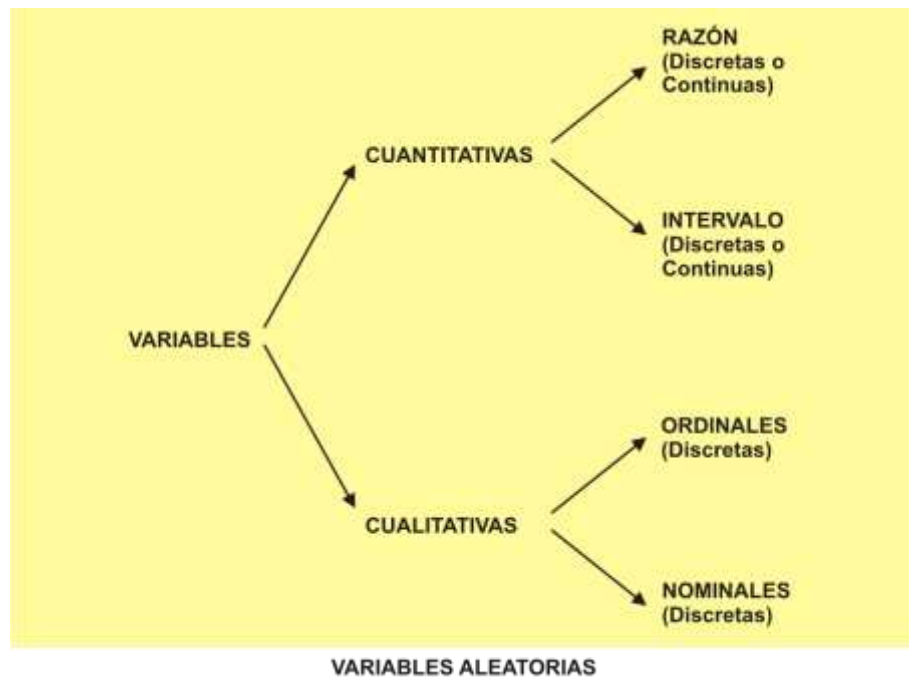 RAZÓN
(Discretas o
Continuas)
CUANTITATIVAS
INTERVALO
(Discretas o
Continuas)
VARIABLES
ORDINALES
(Discretas)
CUALITATIVAS
NOMINALES
(Discretas)
VARIABLES ALEATORIAS